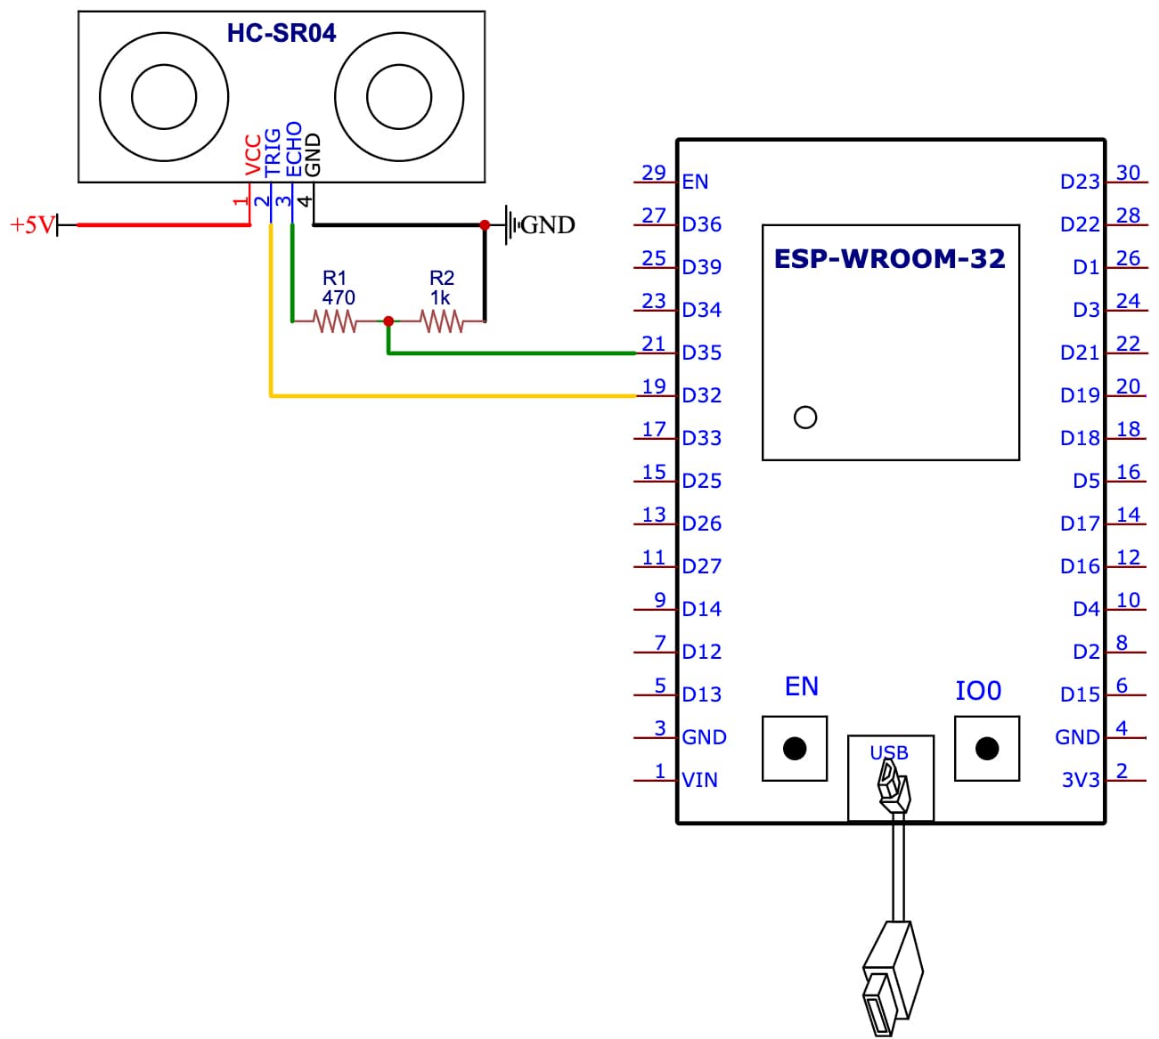 HC-SR04
VCC
TRIG
ECHO
GND
1
2
3
4
+5V
GND
R1
470
R2
1k
ESP-WROOM-32
29 EN
27 D36
25 D39
23 D34
21 D35
19 D32
17 D33
15 D25
13 D26
11 D27
9 D14
7 D12
5 D13
3 GND
1 VIN
D23 30
D22 28
D1 26
D3 24
D21 22
D19 20
D18 18
D5 16
D17 14
D16 12
D4 10
D2 8
D15 6
GND 4
3V3 2
EN
IO0
USB